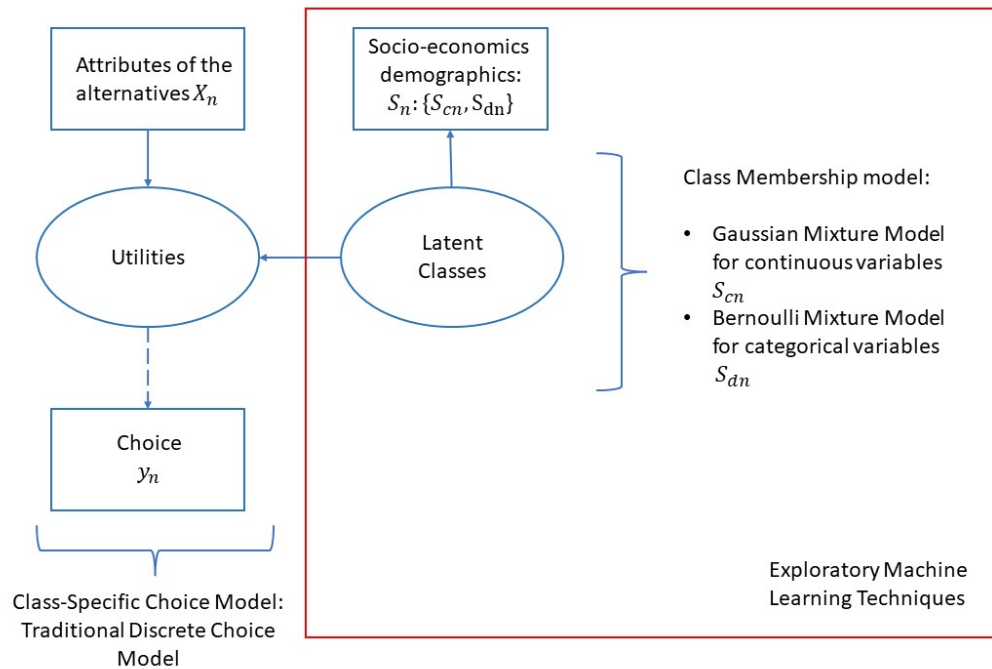 Attributes of the
alternatives X_n
Utilities
Choice
y_n
Class-Specific Choice Model:
Traditional Discrete Choice
Model
Socio-economics
demographics:
S_n: {S_cn, S_dn}
Latent
Classes
Class Membership model:
• Gaussian Mixture Model
for continuous variables
S_cn
• Bernoulli Mixture Model
for categorical variables
S_dn
Exploratory Machine
Learning Techniques